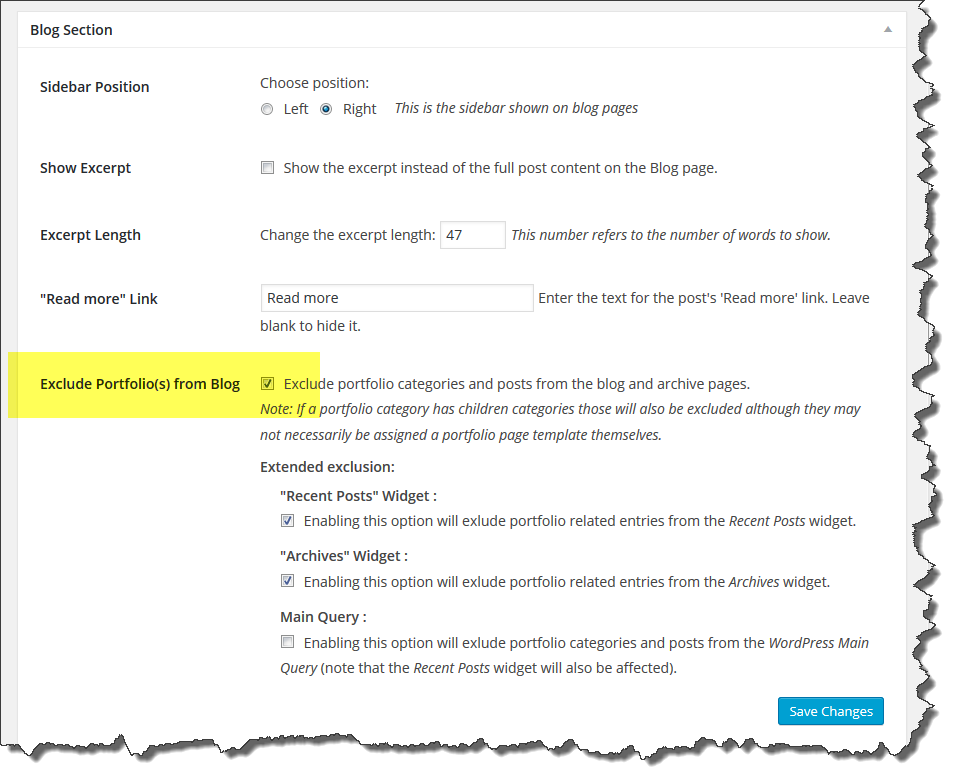 Blog Section
Sidebar Position
Choose position:
Left Right This is the sidebar shown on blog pages
Show Excerpt
Show the excerpt instead of the full post content on the Blog page.
Excerpt Length
Change the excerpt length: 47 This number refers to the number of words to show.
"Read more" Link
Read more Enter the text for the post's 'Read more' link. Leave
blank to hide it.
Exclude Portfolio(s) from Blog
Exclude portfolio categories and posts from the blog and archive pages.
Note: If a portfolio category has children categories those will also be excluded although they may
not necessarily be assigned a portfolio page template themselves.
Extended exclusion:
"Recent Posts" Widget :
Enabling this option will exlude portfolio related entries from the Recent Posts widget.
"Archives" Widget :
Enabling this option will exlude portfolio related entries from the Archives widget.
Main Query :
Enabling this option will exlude portfolio categories and posts from the WordPress Main
Query (note that the Recent Posts widget will also be affected).
Save Changes